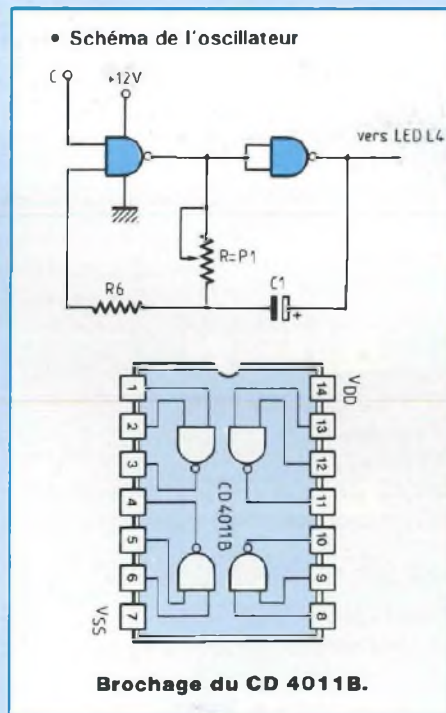 • Schéma de l'oscillateur
C
+12V
vers LED L4
R=P1
R6
C1
+
1
14
VDD
2
13
3
12
4
11
CD 4011B
5
10
6
9
7
8
VSS
Brochage du CD 4011B.